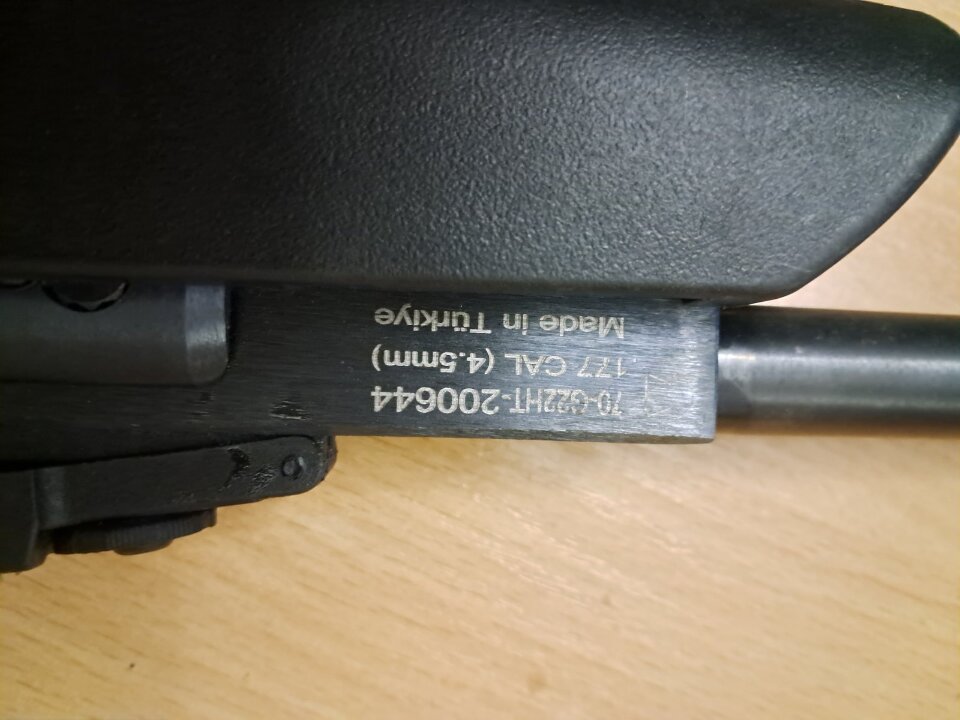 70-G22HT-200644
177 CAL (4.5mm)
Made in Türkiye